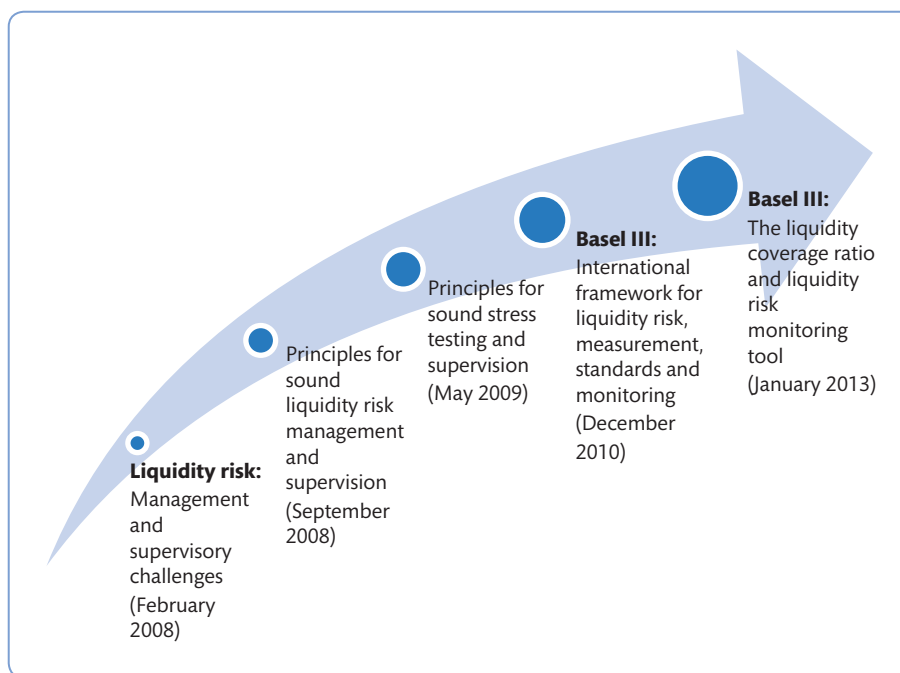 Liquidity risk:
Management
and
supervisory
challenges
(February
2008)
Principles for
sound
liquidity risk
management
and
supervision
(September
2008)
Principles for
sound stress
testing and
supervision
(May 2009)
Basel III:
International
framework for
liquidity risk,
measurement,
standards and
monitoring
(December
2010)
Basel III:
The liquidity
coverage ratio
and liquidity
risk
monitoring
tool
(January 2013)